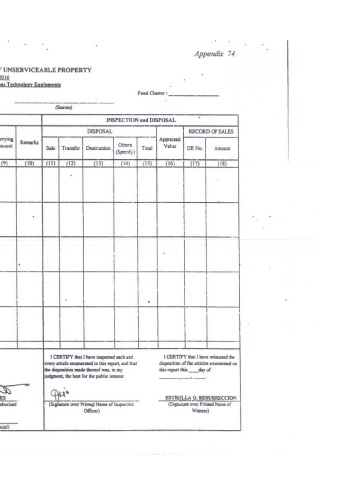 Appendix 74
F UNSERVICEABLE PROPERTY
2016
ns Technology Equipments
Fund Cluster :
(Station)
INSPECTION and DISPOSAL
DISPOSAL
RECORD OF SALES
rrying
mount
Remarks
Sale
Transfer
Destruction
Others
(Specify)
Total
Appraised
Value
OR No.
Amount
(9)
(10)
(11)
(12)
(13)
(14)
(15)
(16)
(17)
(18)
I CERTIFY that I have inspected each and
every article enumerated in this report, and that
the disposition made thereof was, in my
judgment, the best for the public interest
I CERTIFY that I have witnessed the
disposition of the articles enumerated on
this report this ____day of
ES
thorized
cial)
(Signature over Printed Name of Inspection
Officer)
ESTRELLA O. RESURRECCION
(Signature over Printed Name of
Witness)